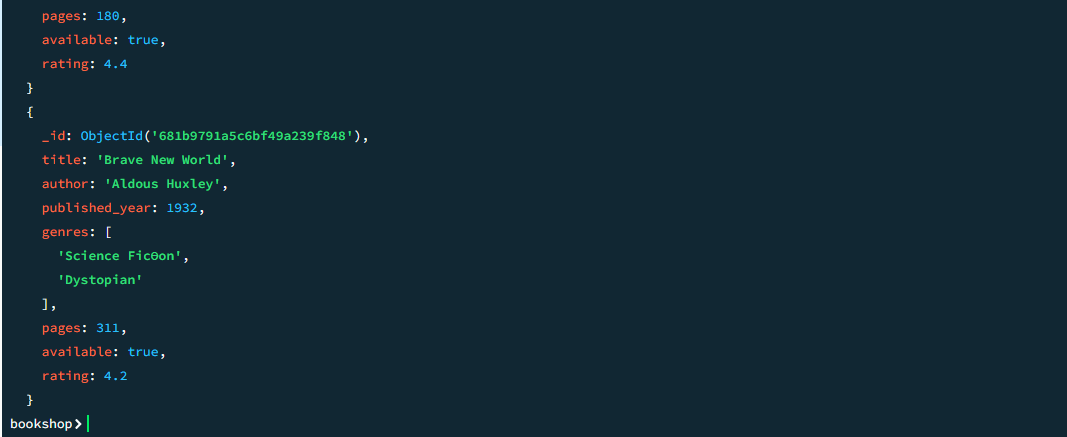 pages: 180,
available: true,
rating: 4.4
}
{
_id: ObjectId('681b9791a5c6bf49a239f848'),
title: 'Brave New World',
author: 'Aldous Huxley',
published_year: 1932,
genres: [
'Science FicƟon',
'Dystopian'
],
pages: 311,
available: true,
rating: 4.2
}
bookshop>